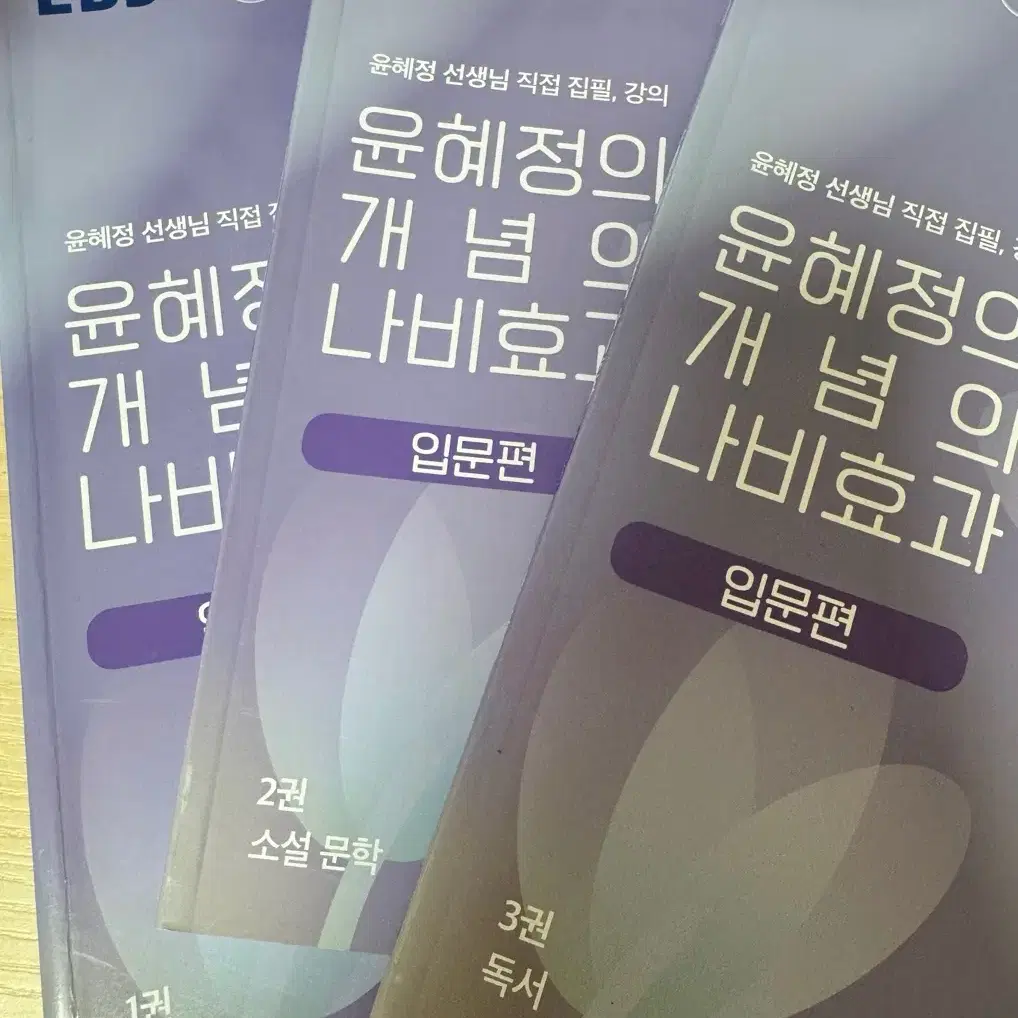 윤혜정 선생님 직접
윤혜정
개념
나비
1권
윤혜정 선생님 직접 집필, 강의
윤혜정의
개념의
나비효과
입문편
2권
소설 문학
윤혜정 선생님 직접 집필,
윤혜정의
개념의
나비효과
입문편
3권
독서